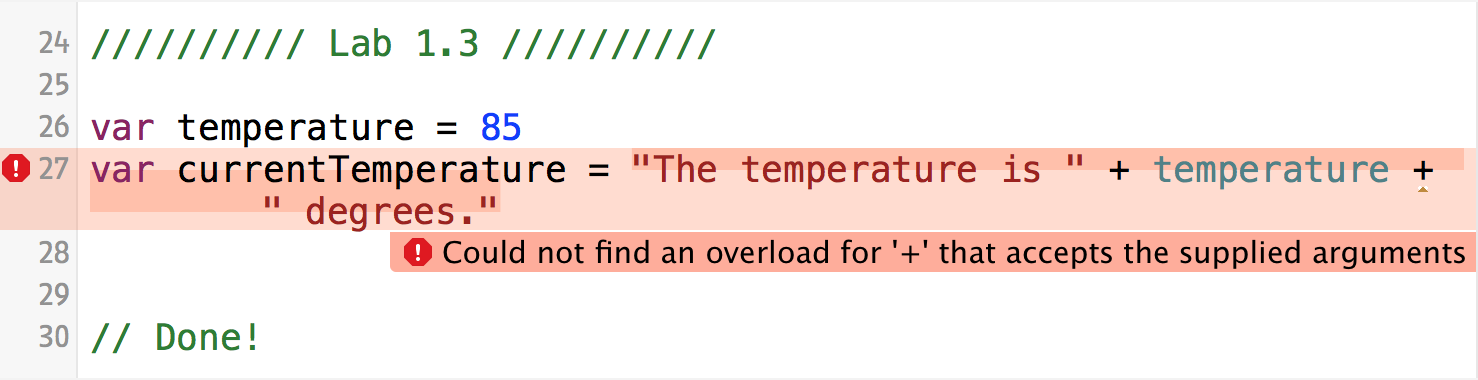 24 ////////// Lab 1.3 //////////
25
26 var temperature = 85
27 var currentTemperature = "The temperature is " + temperature +
" degrees."
28 Could not find an overload for '+' that accepts the supplied arguments
29
30 // Done!